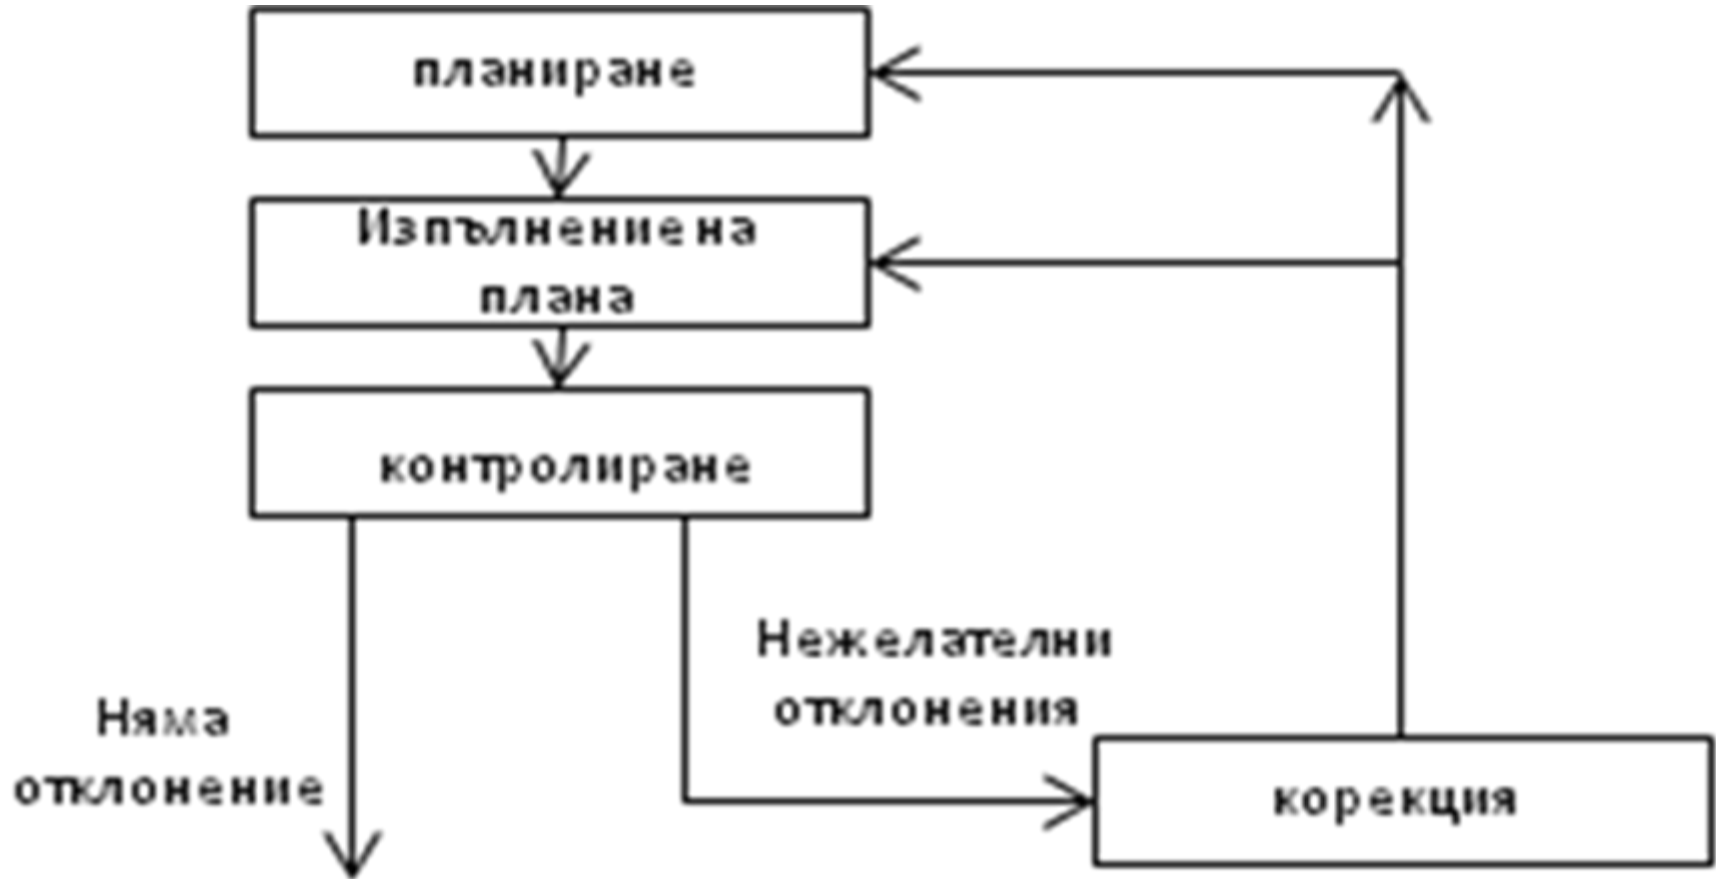 планиране
Изпълнение на
плана
контролиране
Нежелателни
отклонения
Няма
отклонение
корекция